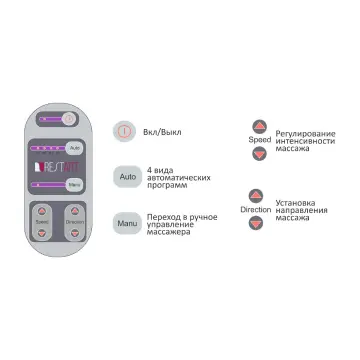 Auto
RESTART
Manu
Speed
Direction
Вкл/Выкл
Auto
4 вида
автоматических
программ
Manu
Переход в ручное
управление
массажера
Speed
Регулирование
интенсивности
массажа
Direction
Установка
направления
массажа